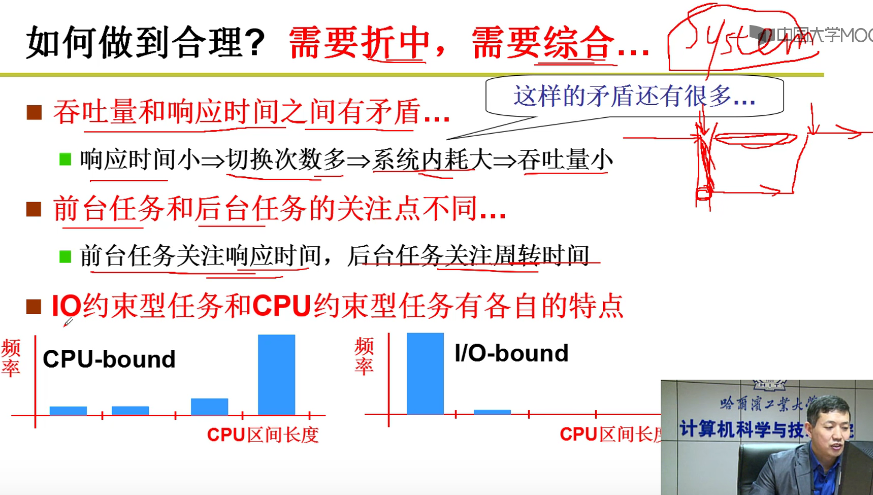 如何做到合理？需要折中，需要综合…
System
中国大学MOO
这样的矛盾还有很多…
吞吐量和响应时间之间有矛盾…
响应时间小⇒切换次数多⇒系统内耗大⇒吞吐量小
前台任务和后台任务的关注点不同…
前台任务关注响应时间，后台任务关注周转时间
IO约束型任务和CPU约束型任务有各自的特点
频率
CPU-bound
CPU区间长度
频率
I/O-bound
CPU区间长度
哈尔滨工业大学
计算机科学与技